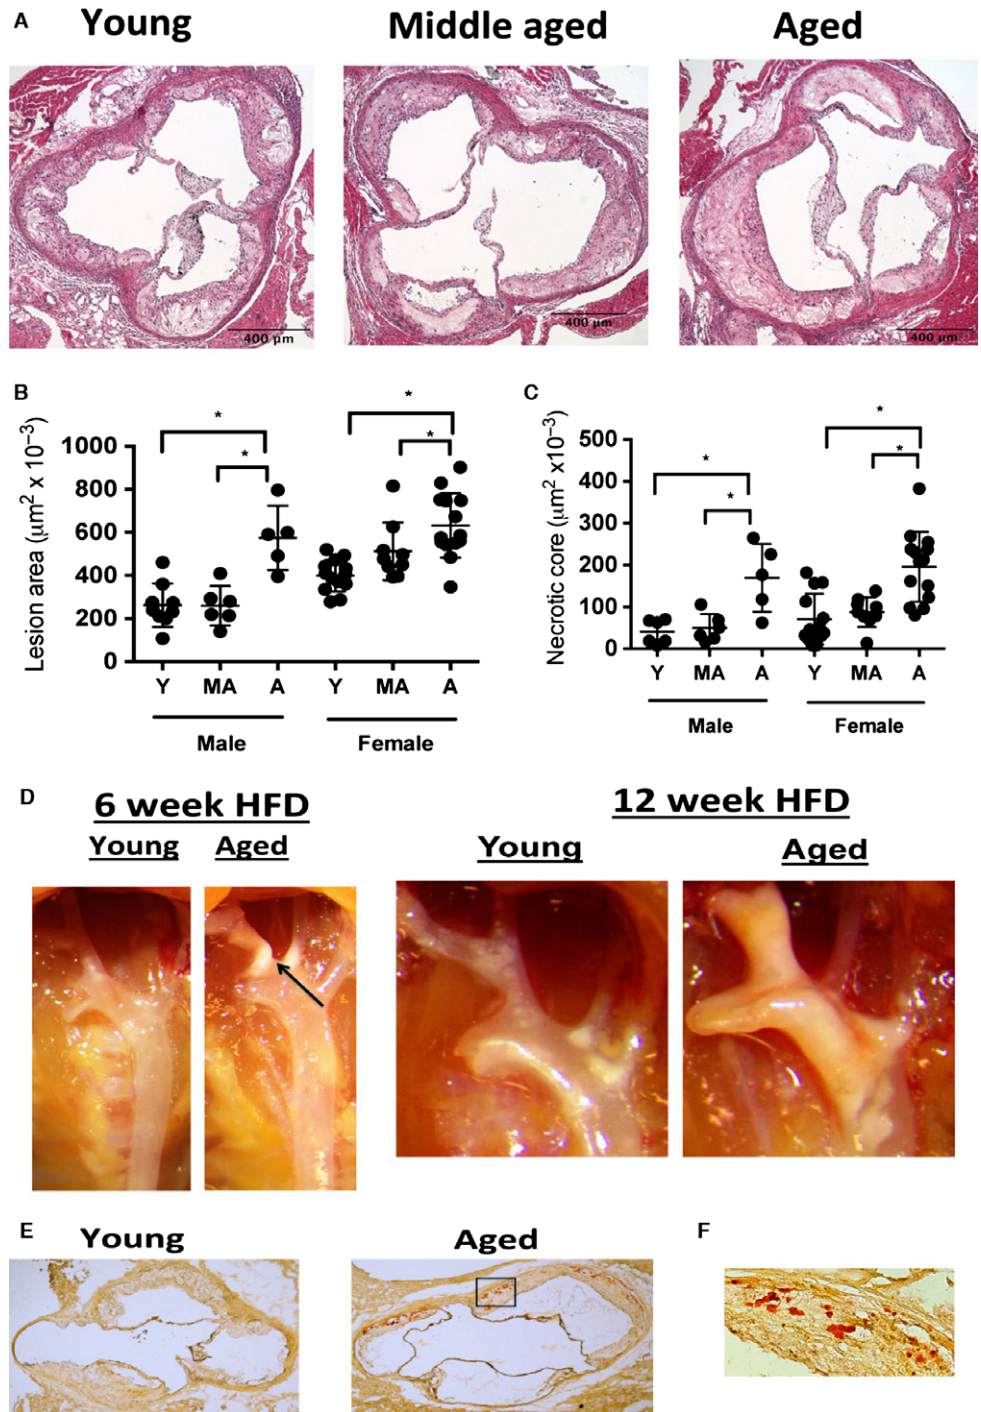 A
Young
Middle aged
Aged
400 µm
400 µm
400 µm
B
Lesion area (µm² x 10⁻³)
1000
800
600
400
200
0
*
*
*
*
Y
MA
A
Y
MA
A
Male
Female
C
Necrotic core (µm² x10⁻³)
500
400
300
200
100
0
*
*
*
*
Y
MA
A
Y
MA
A
Male
Female
D
6 week HFD
Young
Aged
12 week HFD
Young
Aged
E
Young
Aged
F